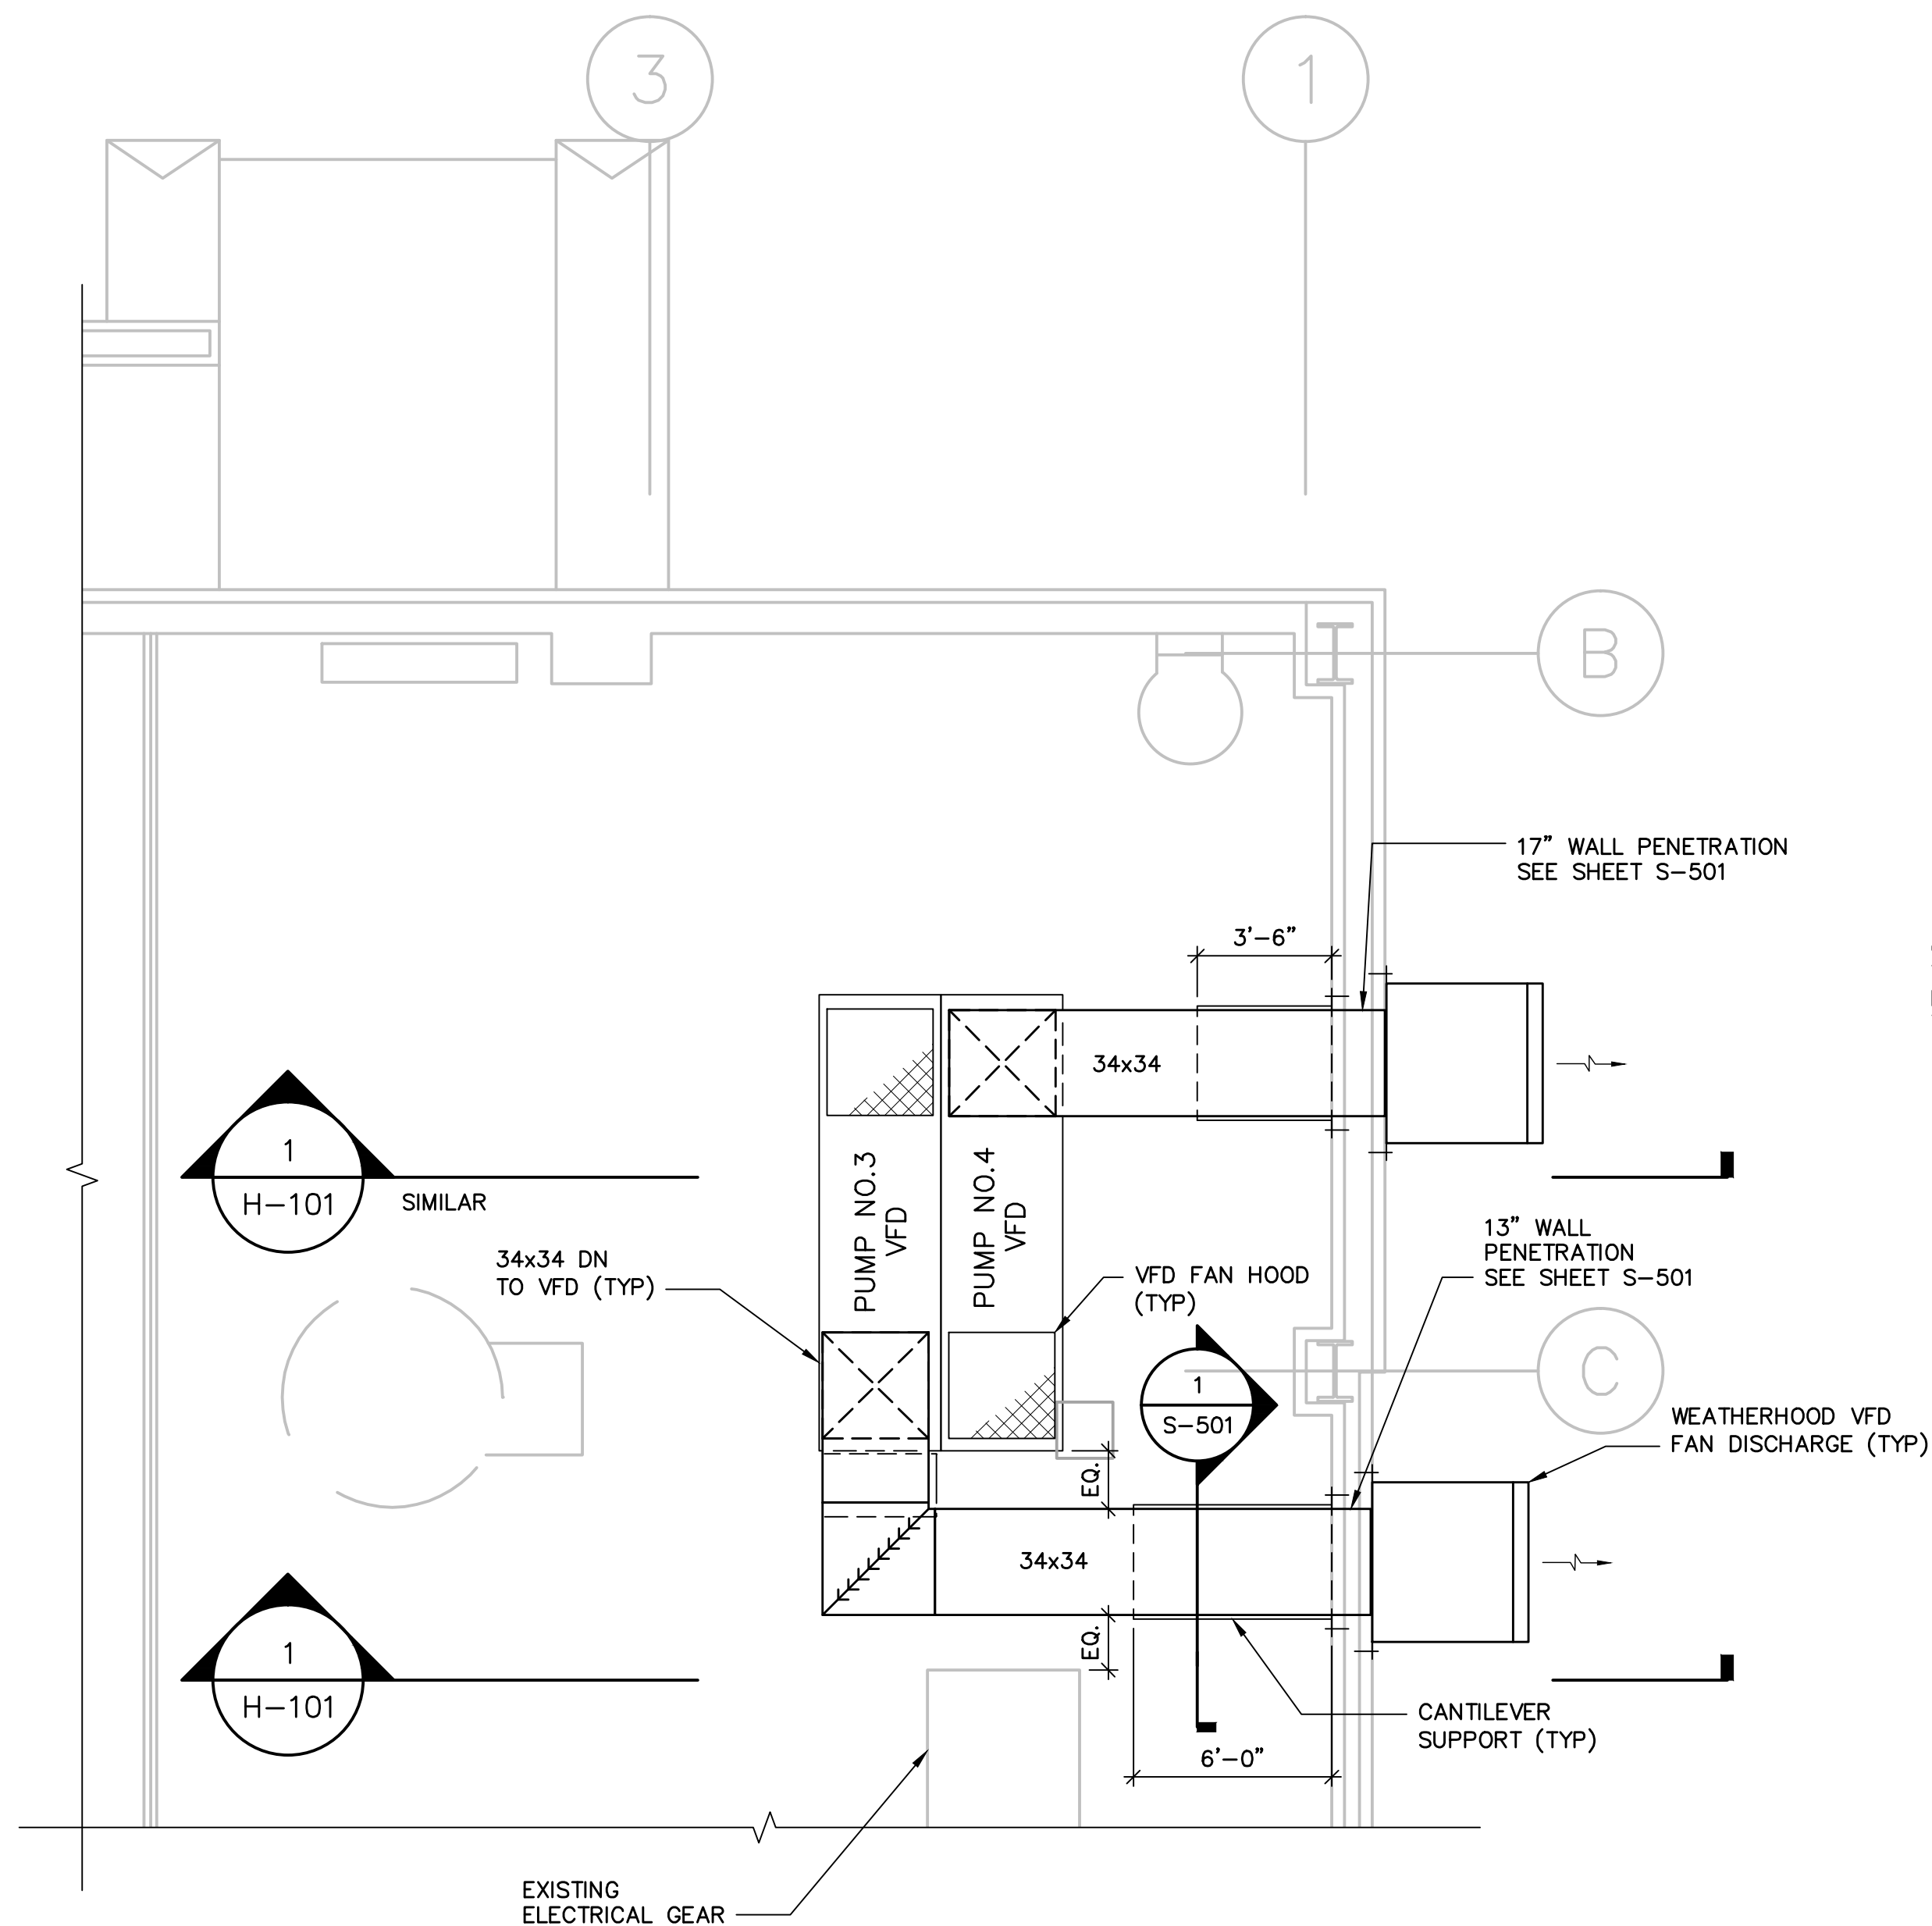 3
1
B
17" WALL PENETRATION
SEE SHEET S-501
3'-6"
34x34
1
H-101
SIMILAR
PUMP NO.3
VFD
PUMP NO.4
VFD
13" WALL
PENETRATION
SEE SHEET S-501
34x34 DN
TO VFD (TYP)
VFD FAN HOOD
(TYP)
C
1
S-501
WEATHERHOOD VFD
FAN DISCHARGE (TYP)
EQ.
34x34
EQ.
1
H-101
CANTILEVER
SUPPORT (TYP)
6'-0"
EXISTING
ELECTRICAL GEAR